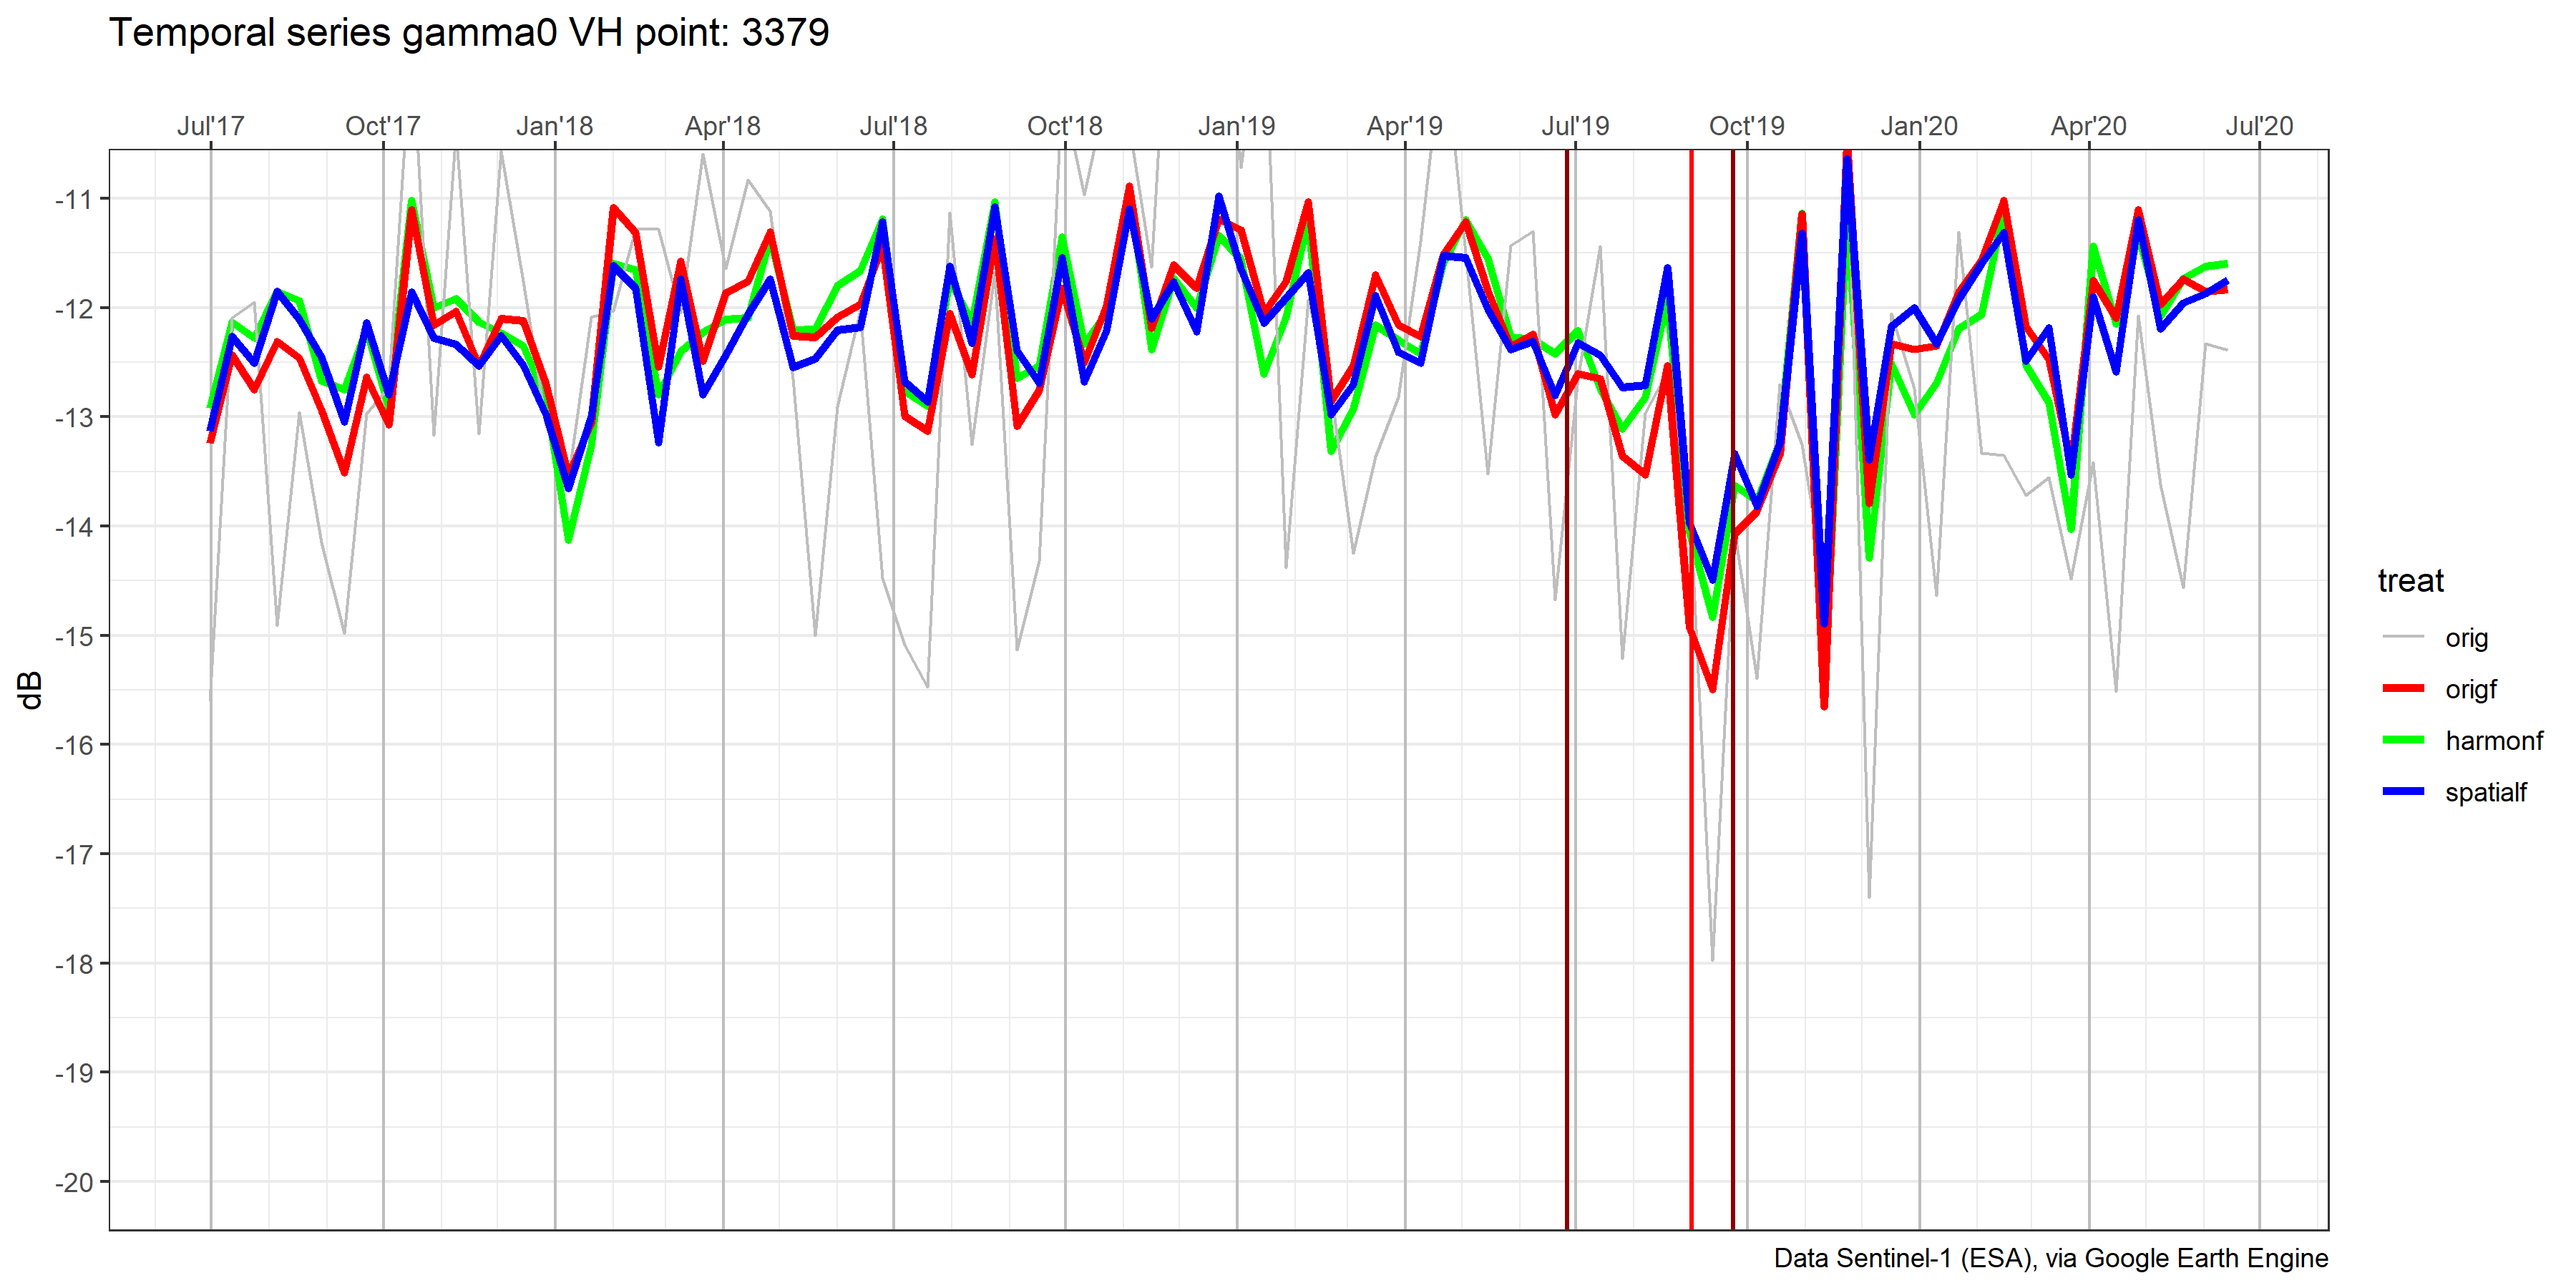 Temporal series gamma0 VH point: 3379
Jul'17 Oct'17 Jan'18 Apr'18 Jul'18 Oct'18 Jan'19 Apr'19 Jul'19 Oct'19 Jan'20 Apr'20 Jul'20
-11
-12
-13
-14
-15
-16
-17
-18
-19
-20
dB
treat
orig
origf
harmonf
spatialf
Data Sentinel-1 (ESA), via Google Earth Engine